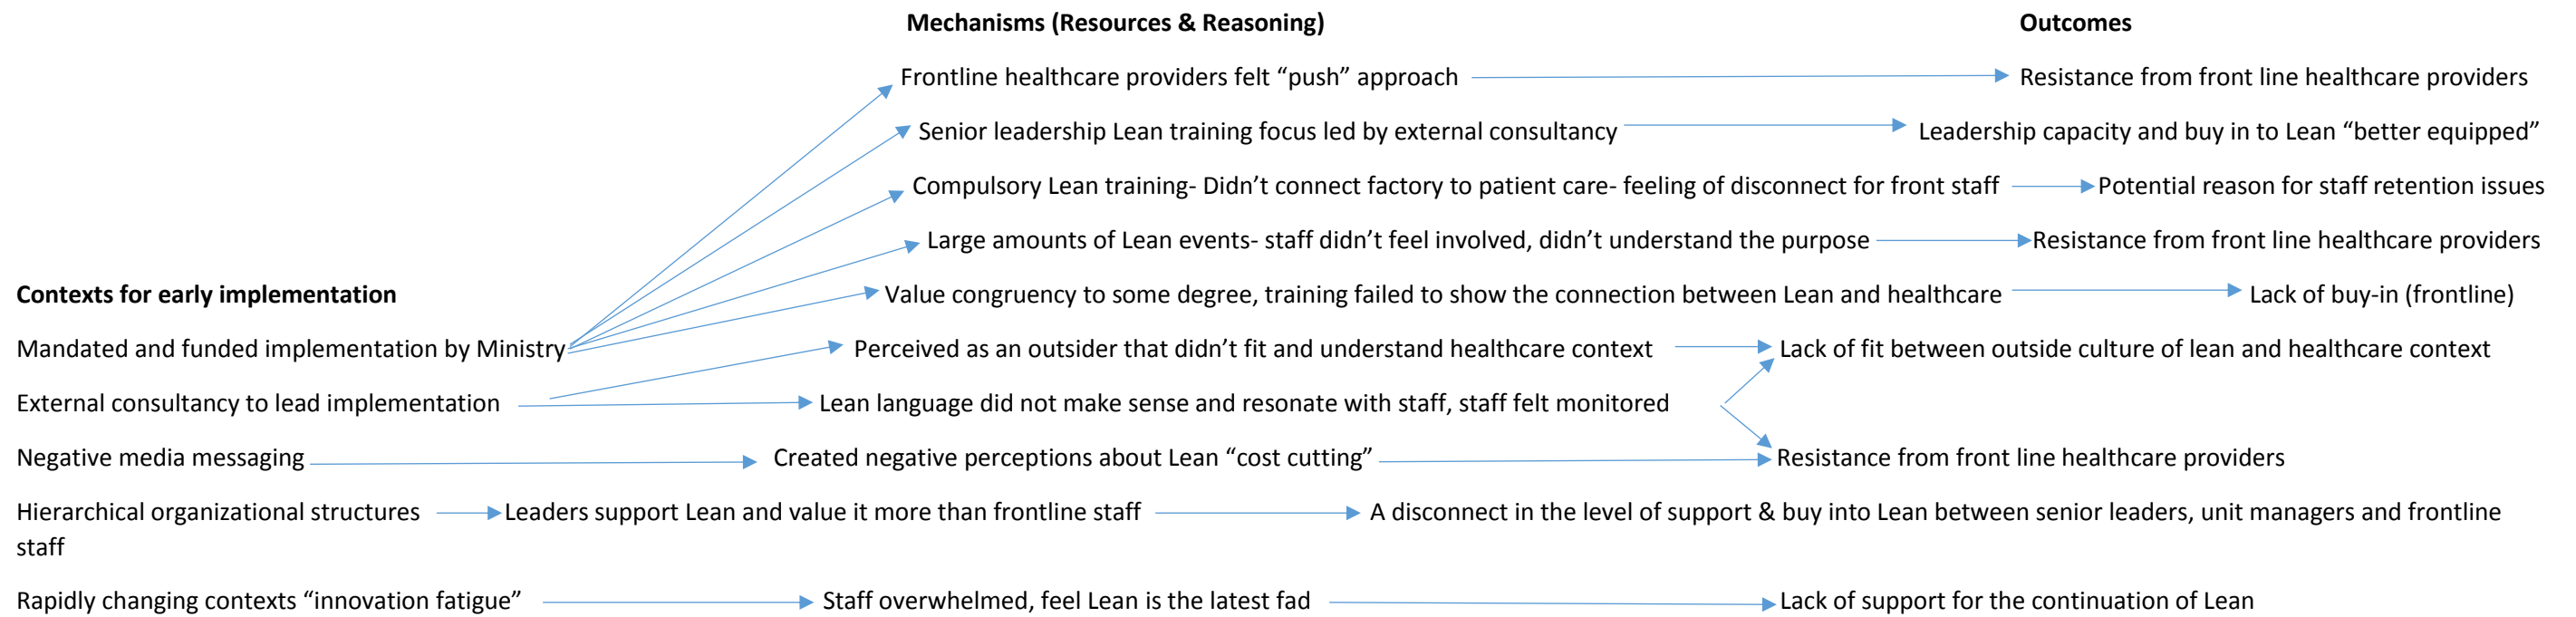 Mechanisms (Resources & Reasoning) Outcomes
Frontline healthcare providers felt “push” approach Resistance from front line healthcare providers
Senior leadership Lean training focus led by external consultancy Leadership capacity and buy in to Lean “better equipped”
Compulsory Lean training- Didn’t connect factory to patient care- feeling of disconnect for front staff Potential reason for staff retention issues
Large amounts of Lean events- staff didn’t feel involved, didn’t understand the purpose Resistance from front line healthcare providers
Contexts for early implementation Value congruency to some degree, training failed to show the connection between Lean and healthcare Lack of buy-in (frontline)
Mandated and funded implementation by Ministry Perceived as an outsider that didn’t fit and understand healthcare context Lack of fit between outside culture of lean and healthcare context
External consultancy to lead implementation Lean language did not make sense and resonate with staff, staff felt monitored
Negative media messaging Created negative perceptions about Lean “cost cutting” Resistance from front line healthcare providers
Hierarchical organizational structures Leaders support Lean and value it more than frontline staff A disconnect in the level of support & buy into Lean between senior leaders, unit managers and frontline
staff
Rapidly changing contexts “innovation fatigue” Staff overwhelmed, feel Lean is the latest fad Lack of support for the continuation of Lean